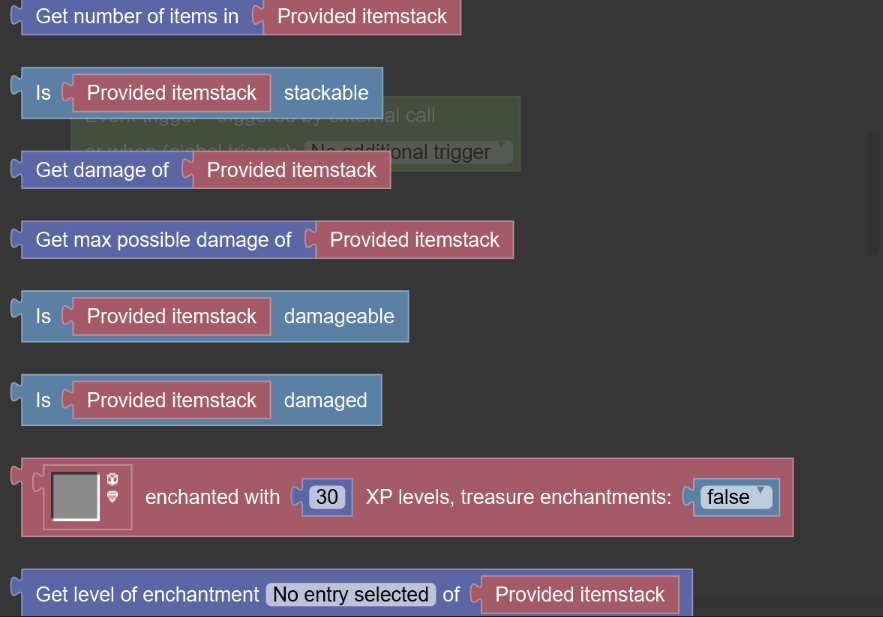 Get number of items in Provided itemstack
Is Provided itemstack stackable
Event trigger - triggered by external call
or when (global trigger): No additional trigger
Get damage of Provided itemstack
Get max possible damage of Provided itemstack
Is Provided itemstack damageable
Is Provided itemstack damaged
enchanted with 30 XP levels, treasure enchantments: false
Get level of enchantment No entry selected of Provided itemstack